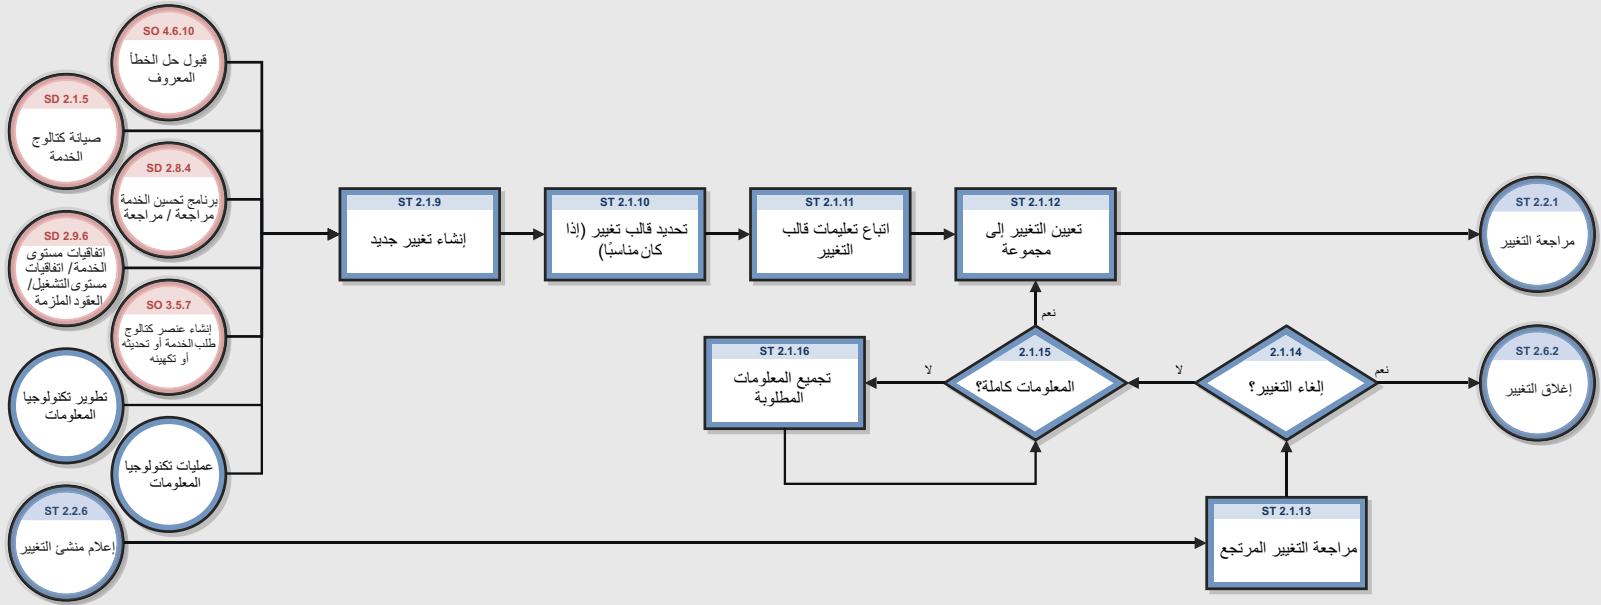 SO 4.6.10
قبول حل الخطأ
المعروف
SD 2.1.5
صيانة كتالوج
الخدمة
SD 2.8.4
برنامج تحسين الخدمة
مراجعة / مراجعة
SD 2.9.6
اتفاقيات مستوى
الخدمة/ اتفاقيات
مستوى التشغيل/
العقود الملزمة
SO 3.5.7
إنشاء عنصر كتالوج
طلب الخدمة أو تحديثه
أو تكهينه
تطوير تكنولوجيا
المعلومات
عمليات تكنولوجيا
المعلومات
ST 2.2.6
إعلام منشئ التغيير
ST 2.1.9
إنشاء تغيير جديد
ST 2.1.10
تحديد قالب تغيير (إذا
كان مناسبًا)
ST 2.1.11
اتباع تعليمات قالب
التغيير
ST 2.1.12
تعيين التغيير إلى
مجموعة
ST 2.2.1
مراجعة التغيير
نعم
ST 2.1.16
تجميع المعلومات
المطلوبة
لا
2.1.15
المعلومات كاملة؟
لا
2.1.14
إلغاء التغيير؟
نعم
ST 2.6.2
إغلاق التغيير
ST 2.1.13
مراجعة التغيير المرتجع